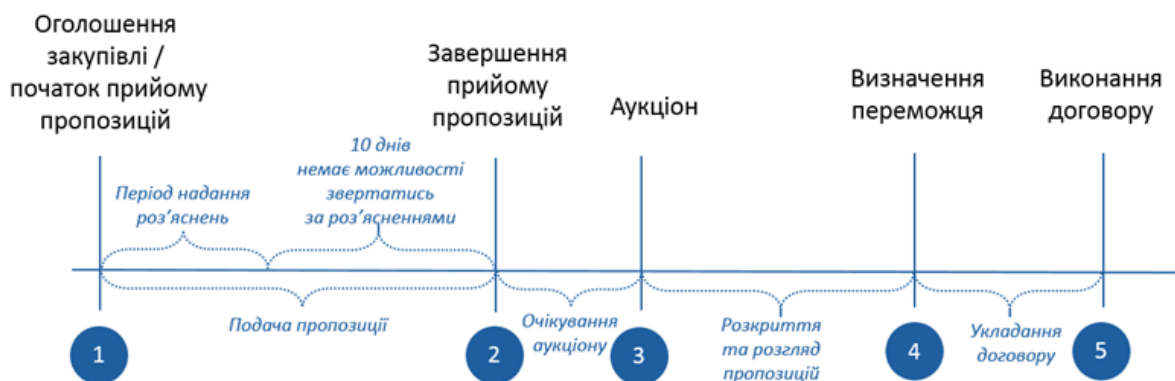 Оголошення
закупівлі /
початок прийому
пропозицій
Завершення
прийому
пропозицій
Аукціон
Визначення
переможця
Виконання
договору
Період надання
роз’яснень
10 днів
немає можливості
звертатись
за роз’ясненнями
Подача пропозиції
Очікування
аукціону
Розкриття
та розгляд
пропозицій
Укладання
договору
1
2
3
4
5